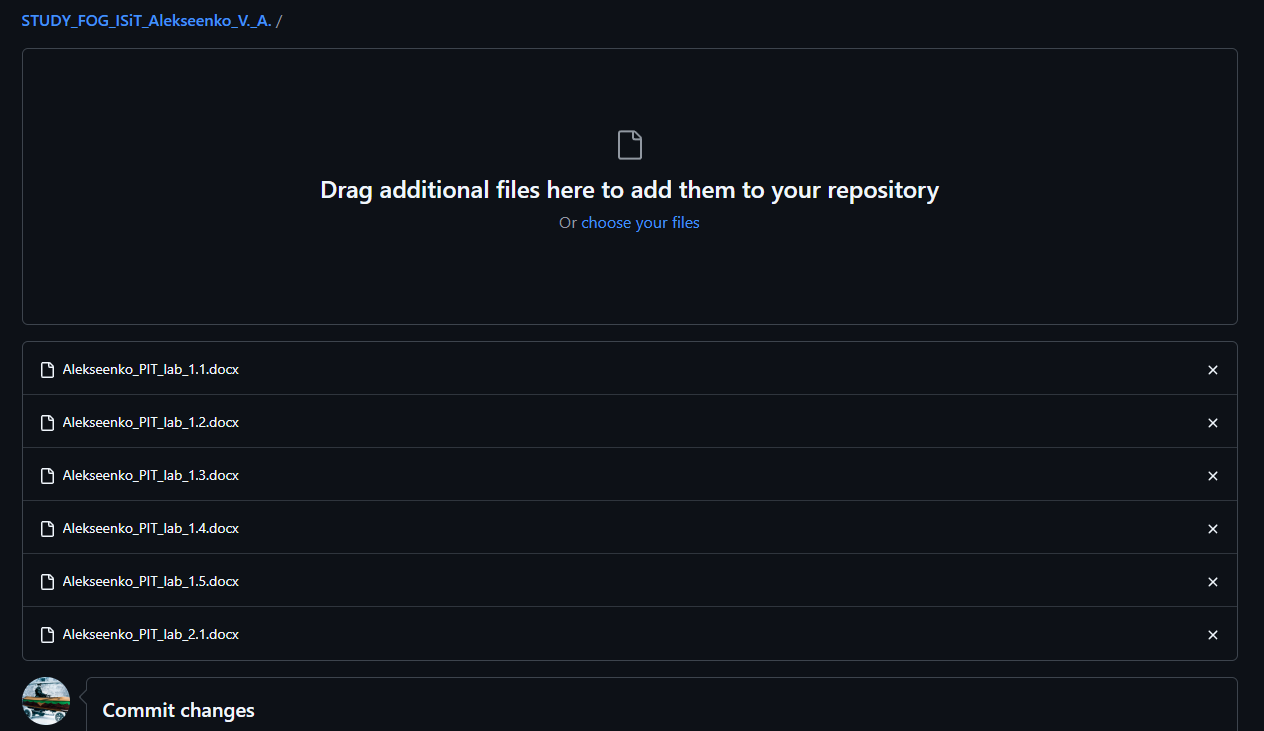 STUDY_FOG_ISiT_Alekseenko_V._A. /
Drag additional files here to add them to your repository
Or choose your files
Alekseenko_PIT_lab_1.1.docx
Alekseenko_PIT_lab_1.2.docx
Alekseenko_PIT_lab_1.3.docx
Alekseenko_PIT_lab_1.4.docx
Alekseenko_PIT_lab_1.5.docx
Alekseenko_PIT_lab_2.1.docx
Commit changes